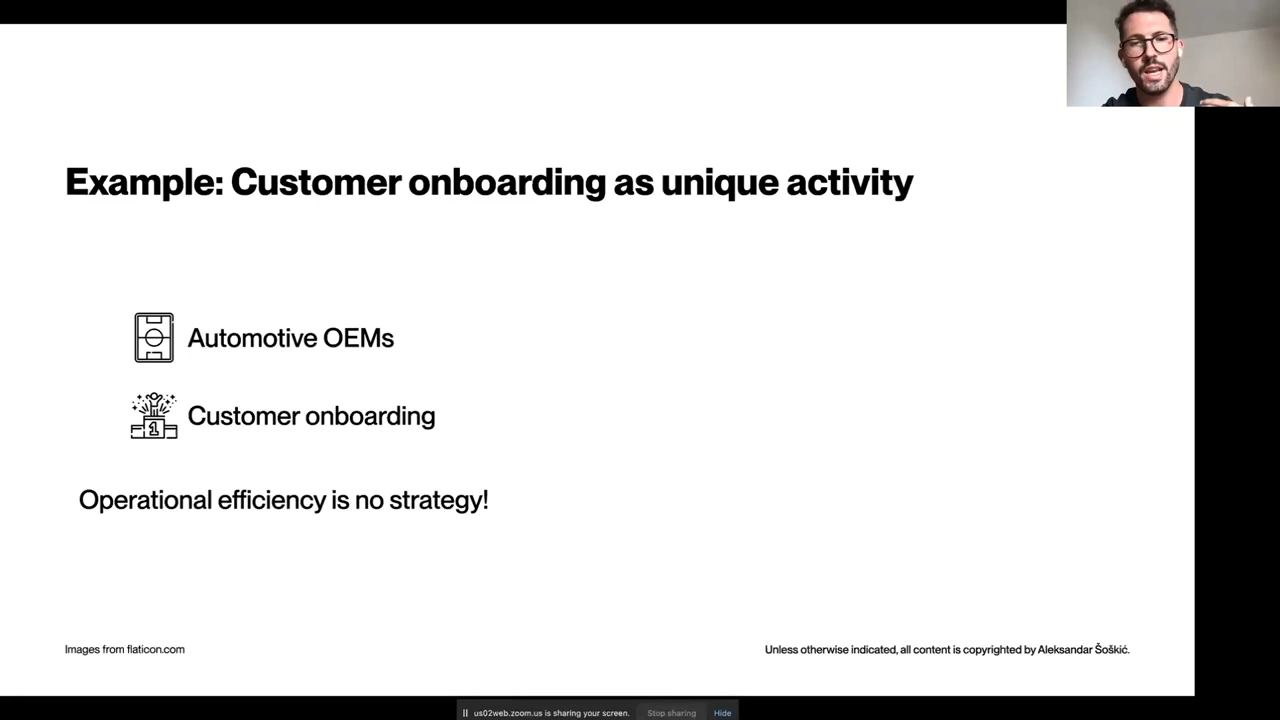 Example: Customer onboarding as unique activity
Automotive OEMs
1
Customer onboarding
Operational efficiency is no strategy!
Images from flaticon.com
Unless otherwise indicated, all content is copyrighted by Aleksandar Šoškić.
us02web.zoom.us is sharing your screen.
Stop sharing
Hide